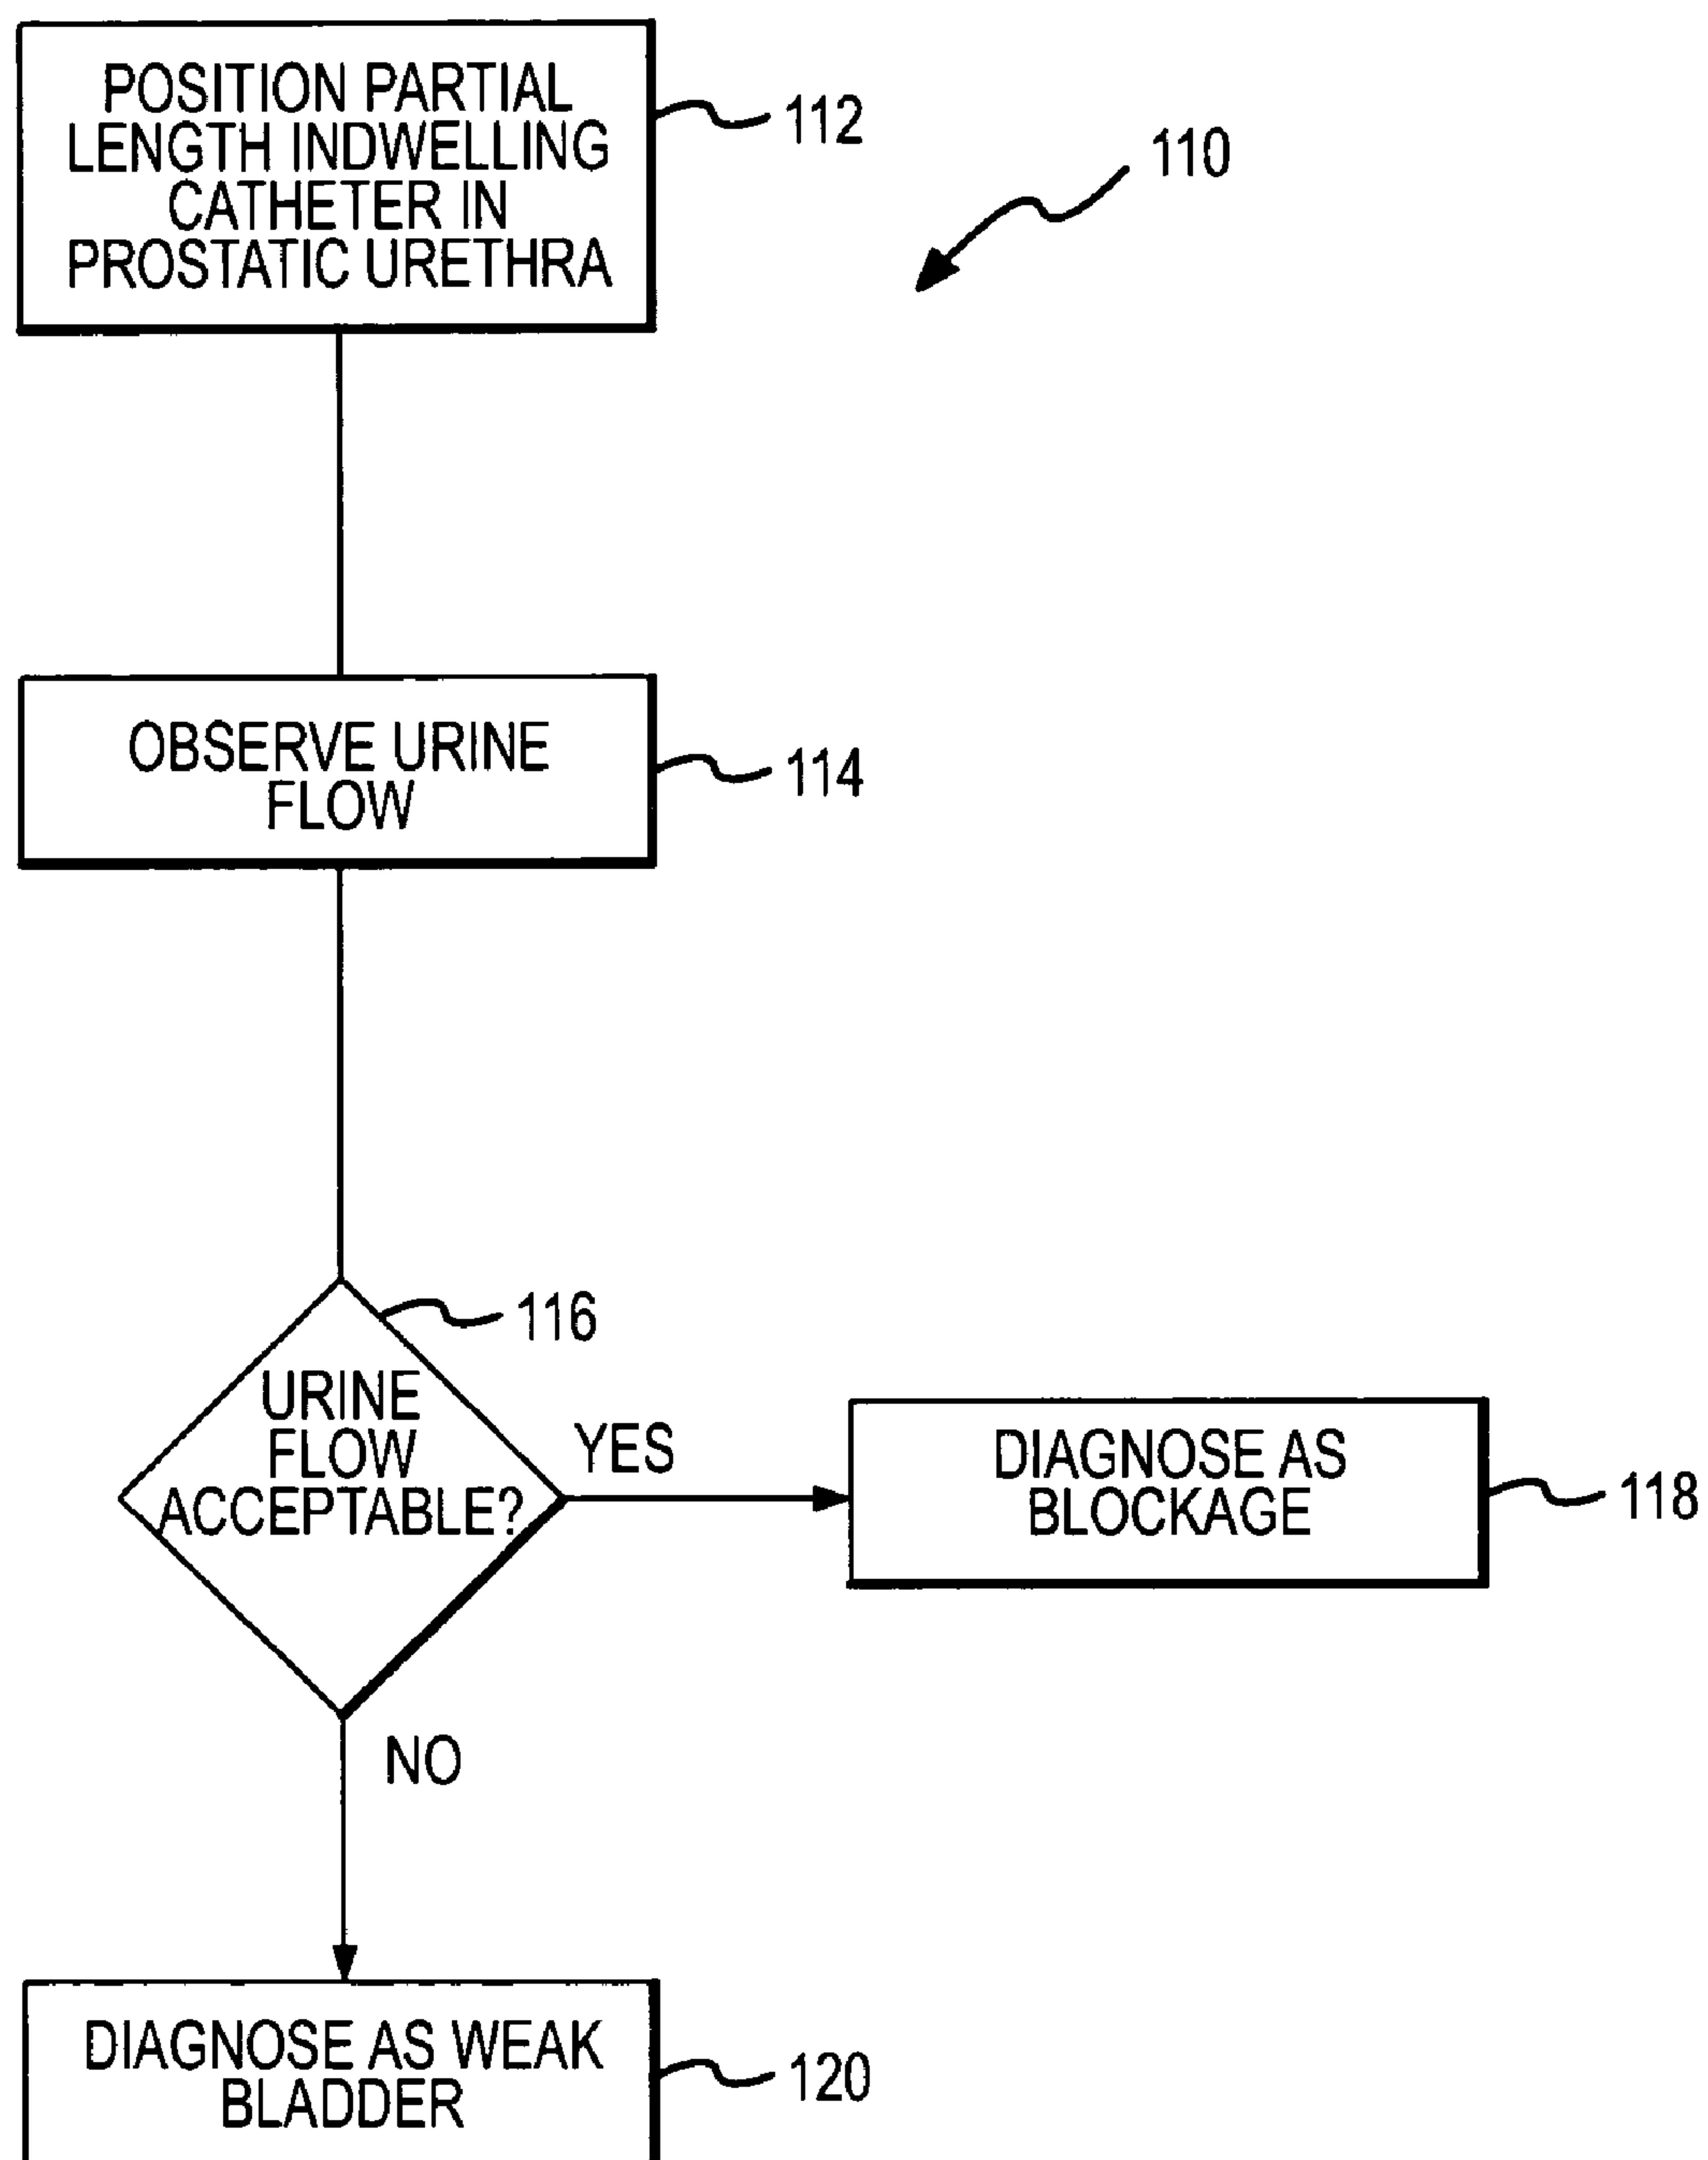 POSITION PARTIAL
LENGTH INDWELLING
CATHETER IN
PROSTATIC URETHRA
112
110
OBSERVE URINE
FLOW
114
116
URINE
FLOW
ACCEPTABLE?
YES
DIAGNOSE AS
BLOCKAGE
118
NO
DIAGNOSE AS WEAK
BLADDER
120